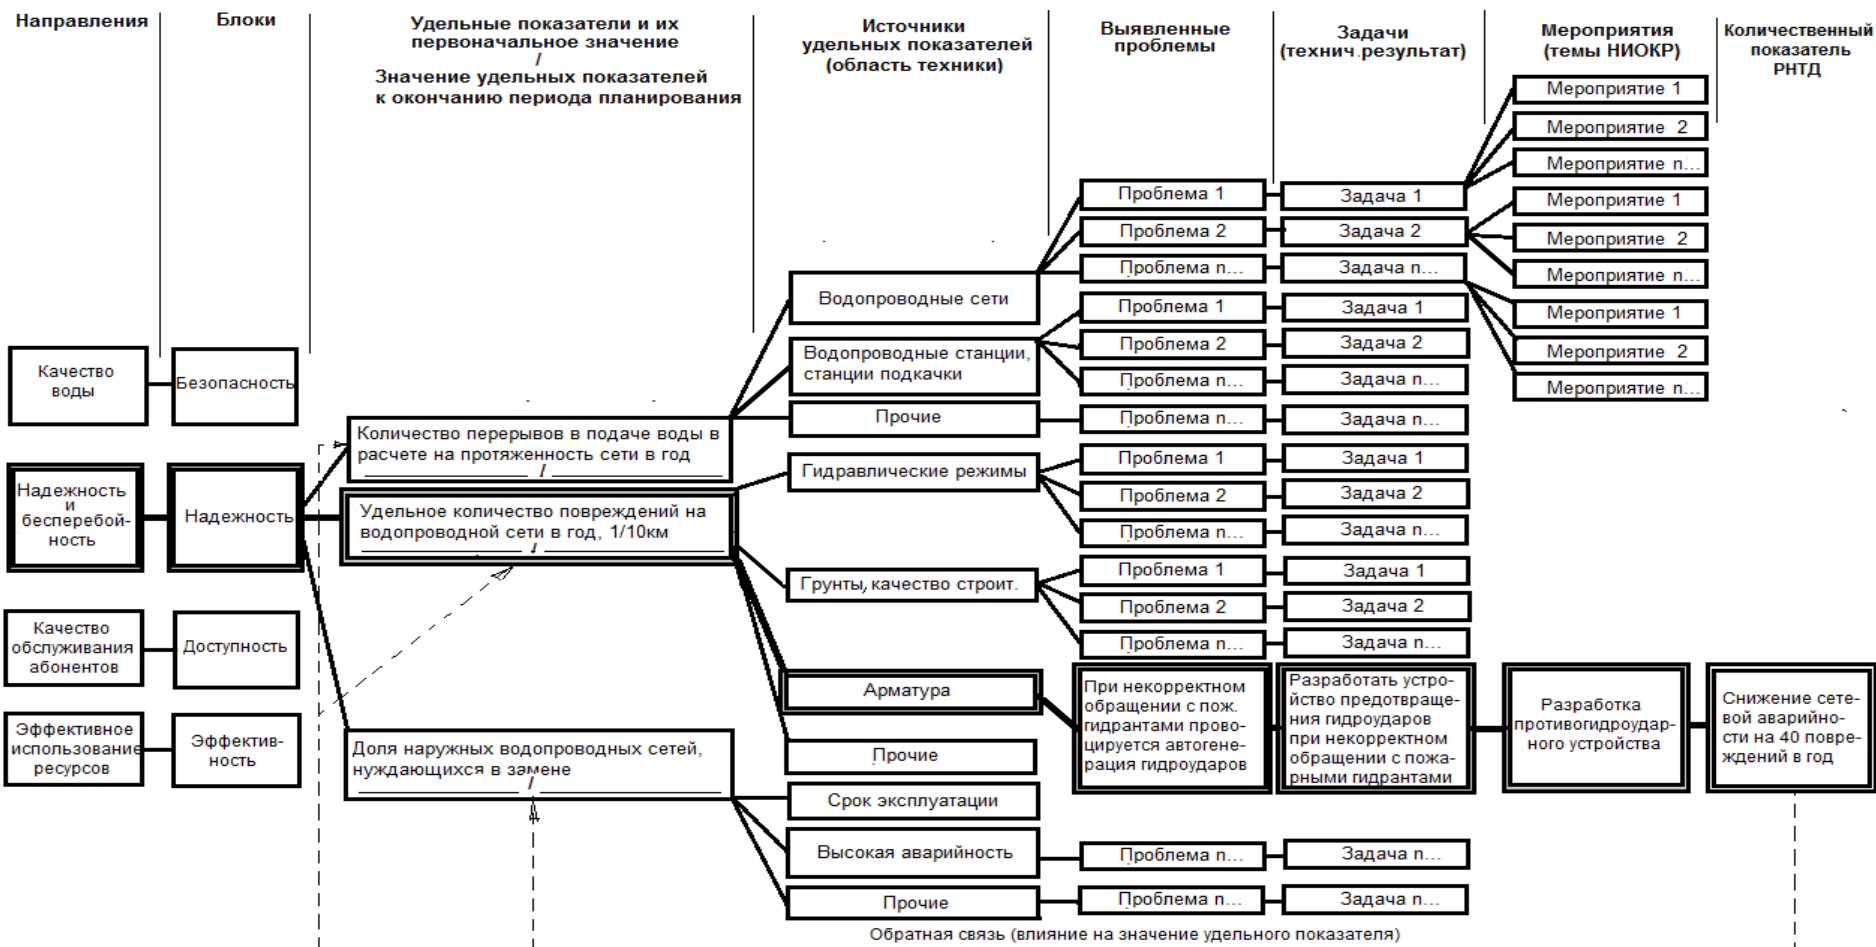 Направления
Блоки
Удельные показатели и их
первоначальное значение
/
Значение удельных показателей
к окончанию периода планирования
Источники
удельных показателей
(область техники)
Выявленные
проблемы
Задачи
(технич.результат)
Мероприятия
(темы НИОКР)
Количественный
показатель
РНТД
Качество
воды
Безопасность
Надежность
и
бесперебой-
ность
Надежность
Качество
обслуживания
абонентов
Доступность
Эффективное
использование
ресурсов
Эффектив-
ность
Количество перерывов в подаче воды в
расчете на протяженность сети в год
/
Удельное количество повреждений на
водопроводной сети в год, 1/10км
/
Доля наружных водопроводных сетей,
нуждающихся в замене
/
Водопроводные сети
Водопроводные станции,
станции подкачки
Прочие
Гидравлические режимы
Грунты, качество строит.
Арматура
Прочие
Срок эксплуатации
Высокая аварийность
Прочие
Проблема 1
Проблема 2
Проблема n...
Проблема 1
Проблема 2
Проблема n...
Проблема n...
Проблема 1
Проблема 2
Проблема n...
Проблема 1
Проблема 2
Проблема n...
При некорректном
обращении с пож.
гидрантами прово-
цируется автогене-
рация гидроударов
Проблема n...
Проблема n...
Задача 1
Задача 2
Задача n...
Задача 1
Задача 2
Задача n...
Задача n...
Задача 1
Задача 2
Задача n...
Задача 1
Задача 2
Задача n...
Разработать устрой-
ство предотвраще-
ния гидроударов
при некорректном
обращении с пожа-
рными гидрантами
Задача n...
Задача n...
Мероприятие 1
Мероприятие 2
Мероприятие n...
Мероприятие 1
Мероприятие 2
Мероприятие n...
Мероприятие 1
Мероприятие 2
Мероприятие n...
Разработка
противогидроудар-
ного устройства
Снижение сете-
вой аварийно-
сти на 40 повре-
ждений в год
Обратная связь (влияние на значение удельного показателя)